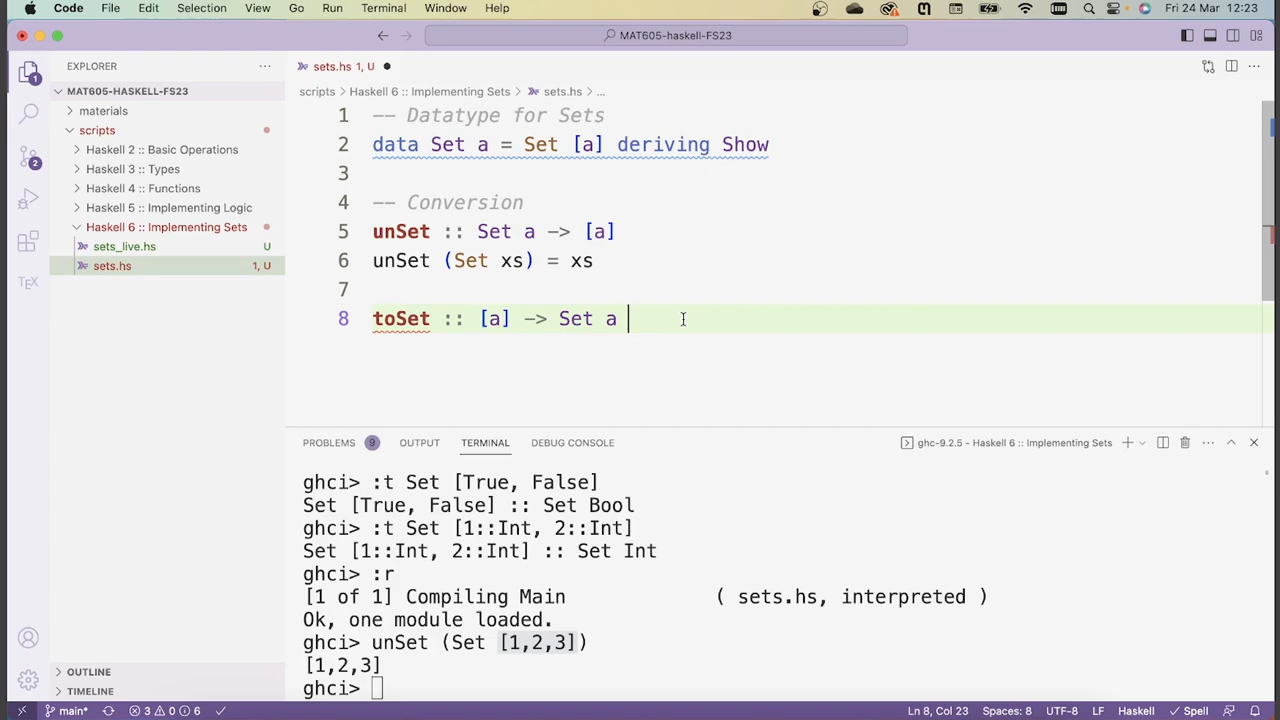 Code File Edit Selection View Go Run Terminal Window Help Fri 24 Mar 12:23
MAT605-haskell-FS23
EXPLORER
sets.hs 1, U
MAT605-HASKELL-FS23
scripts > Haskell 6 :: Implementing Sets > sets.hs > ...
materials
scripts
Haskell 2 :: Basic Operations
Haskell 3 :: Types
Haskell 4 :: Functions
Haskell 5 :: Implementing Logic
Haskell 6 :: Implementing Sets
sets_live.hs U
sets.hs 1, U
1
2
TEX
1 -- Datatype for Sets
2 data Set a = Set [a] deriving Show
3
4 -- Conversion
5 unSet :: Set a -> [a]
6 unSet (Set xs) = xs
7
8 toSet :: [a] -> Set a
PROBLEMS 9 OUTPUT TERMINAL DEBUG CONSOLE ghc-9.2.5 - Haskell 6 :: Implementing Sets
ghci> :t Set [True, False]
Set [True, False] :: Set Bool
ghci> :t Set [1::Int, 2::Int]
Set [1::Int, 2::Int] :: Set Int
ghci> :r
[1 of 1] Compiling Main ( sets.hs, interpreted )
Ok, one module loaded.
ghci> unSet (Set [1,2,3])
[1,2,3]
ghci>
OUTLINE
TIMELINE
main* 3 0 6 Ln 8, Col 23 Spaces: 8 UTF-8 LF Haskell Spell